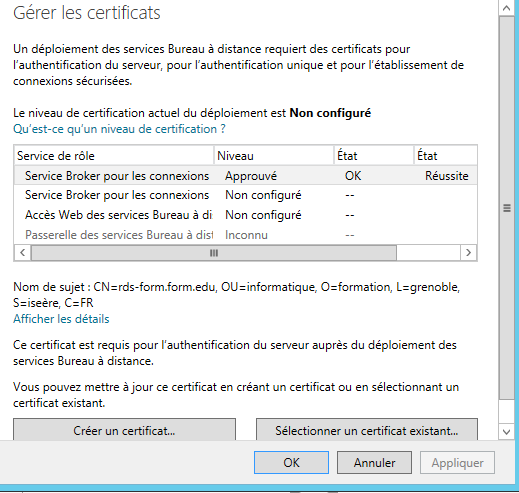 Gérer les certificats
Un déploiement des services Bureau à distance requiert des certificats pour
l'authentification du serveur, pour l'authentification unique et pour l'établissement de
connexions sécurisées.
Le niveau de certification actuel du déploiement est Non configuré
Qu'est-ce qu'un niveau de certification ?
Service de rôle Niveau État État
Service Broker pour les connexions Approuvé OK Réussite
Service Broker pour les connexions Non configuré --
Accès Web des services Bureau à di Non configuré --
Passerelle des services Bureau à dist Inconnu --
Nom de sujet : CN=rds-form.form.edu, OU=informatique, O=formation, L=grenoble,
S=iseère, C=FR
Afficher les détails
Ce certificat est requis pour l'authentification du serveur auprès du déploiement des
services Bureau à distance.
Vous pouvez mettre à jour ce certificat en créant un certificat ou en sélectionnant un
certificat existant.
Créer un certificat... Sélectionner un certificat existant...
OK Annuler Appliquer